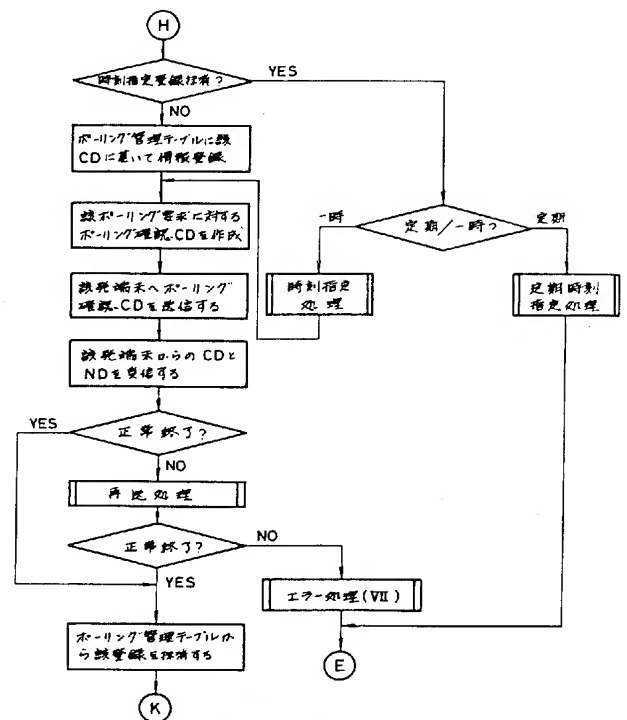 H
時刻指定登録抹消?
YES
NO
ポーリング管理テーブルに該
CDに基いて情報登録
該ポーリング要求に対する
ポーリング確認CDを作成
一時
定期/一時?
定期
該発端末へポーリング
確認CDを送信する
時刻指定
処理
定期時刻
指定処理
該発端末からのCDと
NDを受信する
YES
正常終了?
NO
再送処理
正常終了?
NO
YES
エラー処理(VII)
ポーリング管理テーブルか
ら該登録を抹消する
E
K